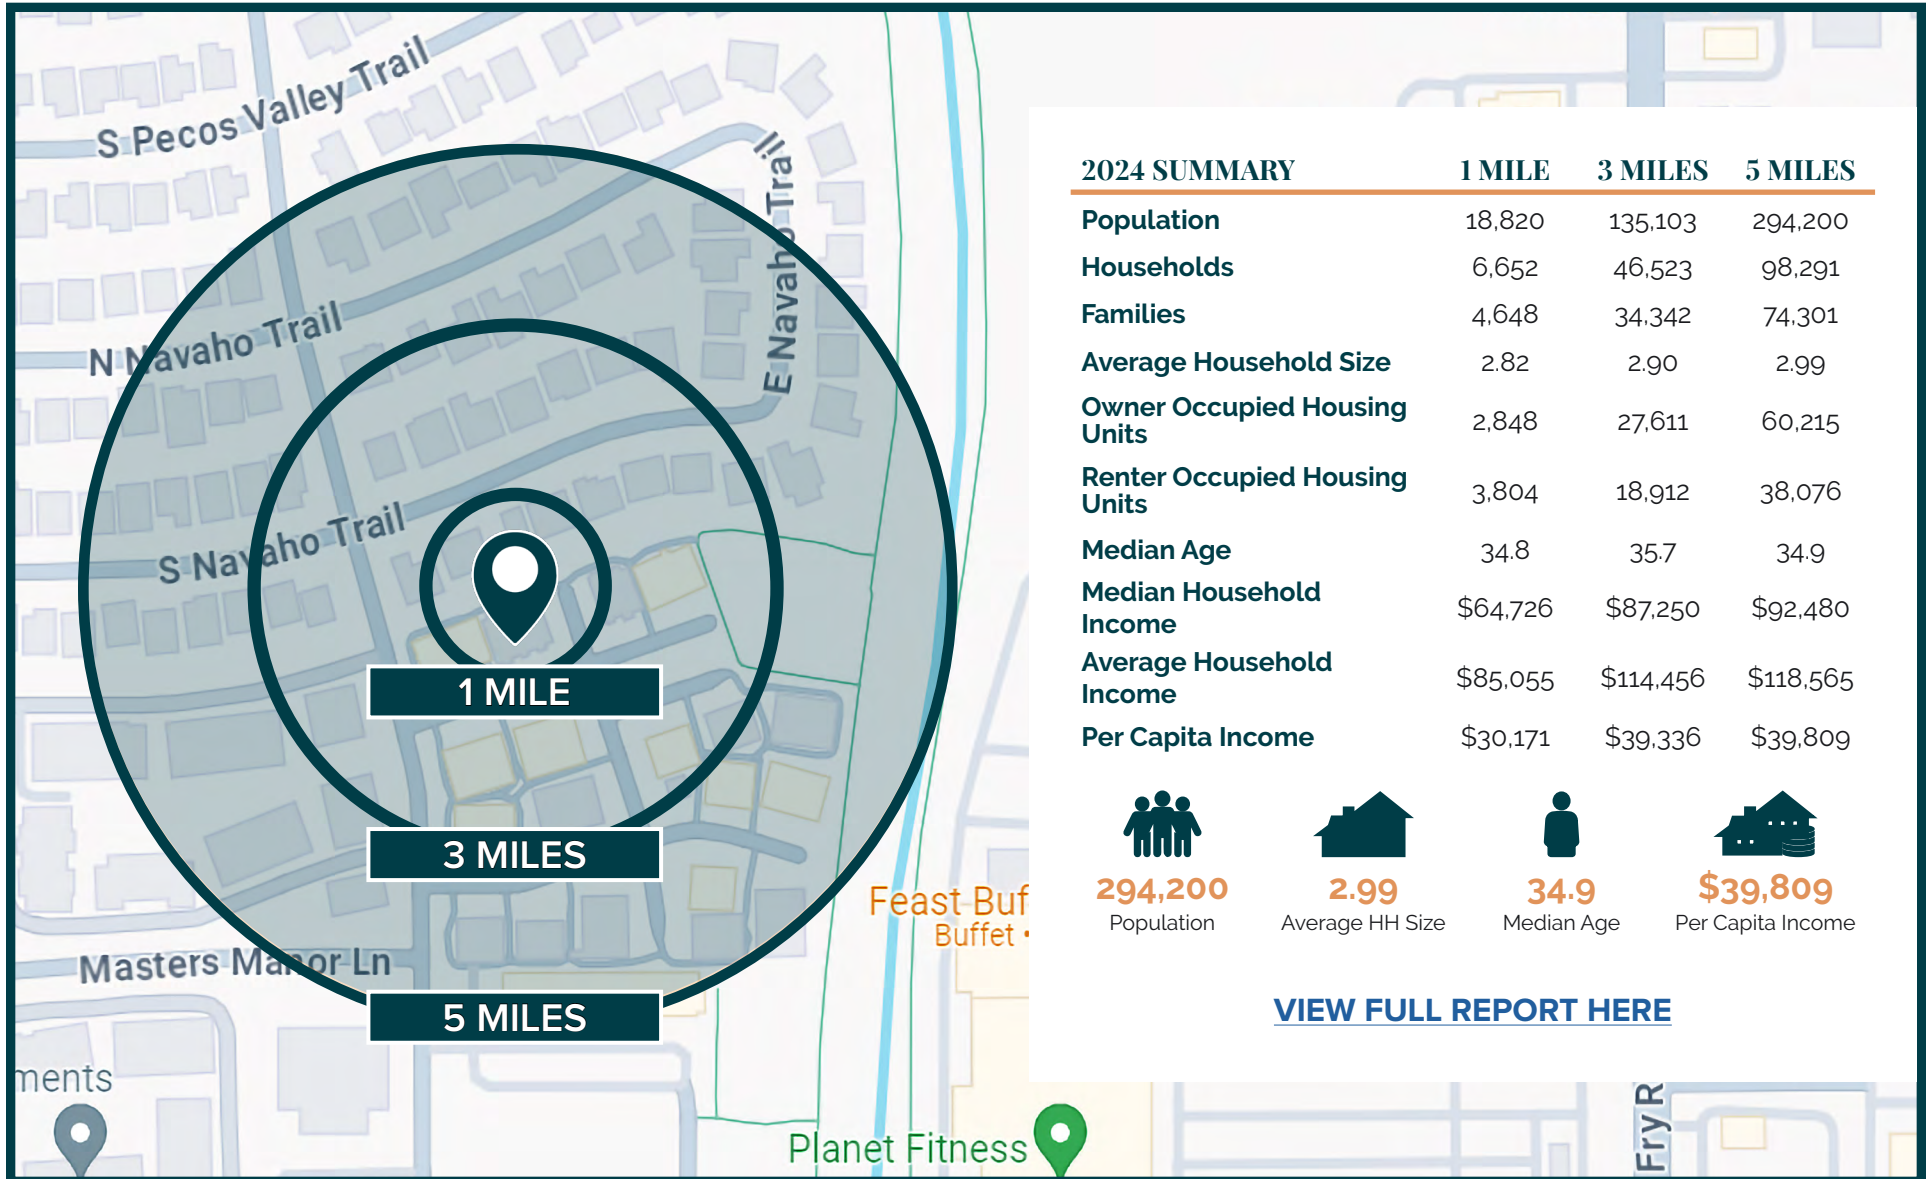 S Pecos Valley Trail
N Navaho Trail
E Navaho Trail
S Navaho Trail
1 MILE
3 MILES
5 MILES
Masters Manor Ln
Feast Buf
Buffet •
ments
Planet Fitness
Fry R
2024 SUMMARY 1 MILE 3 MILES 5 MILES
Population 18,820 135,103 294,200
Households 6,652 46,523 98,291
Families 4,648 34,342 74,301
Average Household Size 2.82 2.90 2.99
Owner Occupied Housing
Units 2,848 27,611 60,215
Renter Occupied Housing
Units 3,804 18,912 38,076
Median Age 34.8 35.7 34.9
Median Household
Income $64,726 $87,250 $92,480
Average Household
Income $85,055 $114,456 $118,565
Per Capita Income $30,171 $39,336 $39,809
294,200 2.99 34.9 $39,809
Population Average HH Size Median Age Per Capita Income
VIEW FULL REPORT HERE